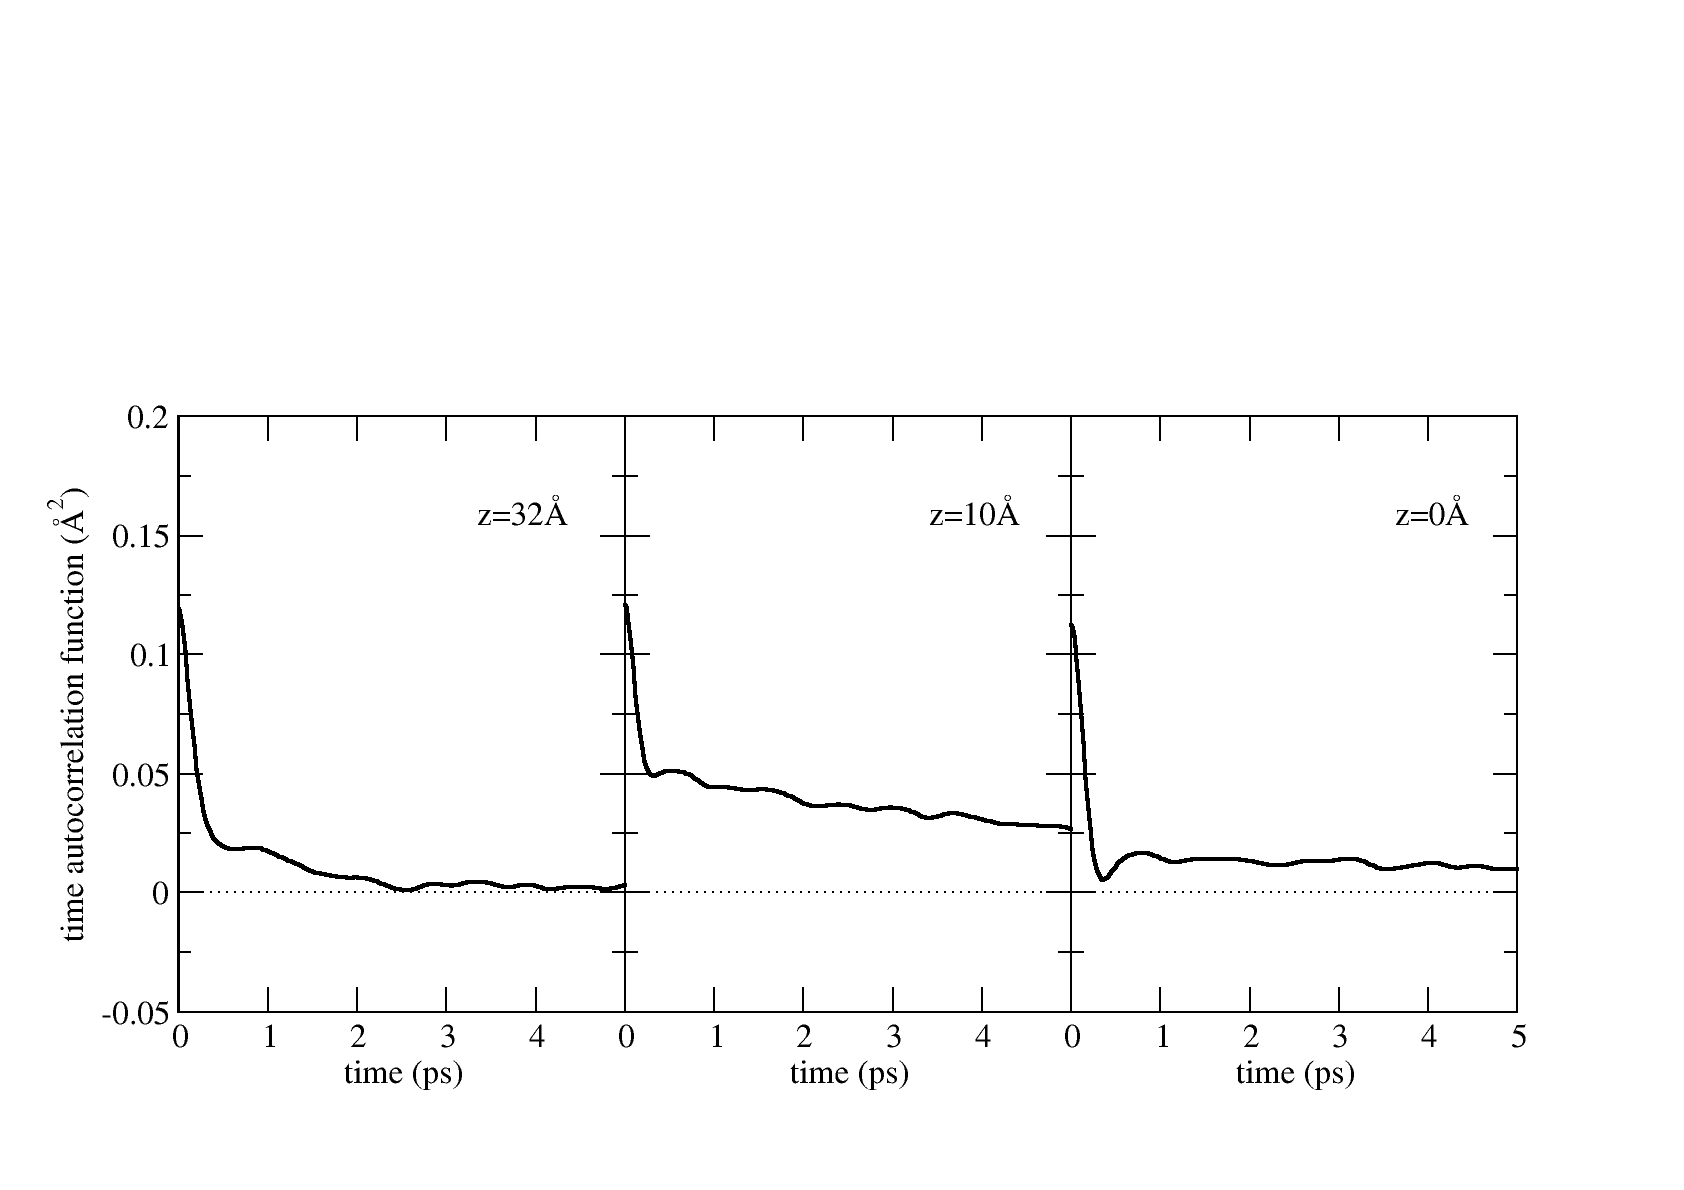 time autocorrelation function (Å²)
0.2
0.15
0.1
0.05
0
-0.05
z=32Å
z=10Å
z=0Å
0 1 2 3 4 0 1 2 3 4 0 1 2 3 4 5
time (ps) time (ps) time (ps)